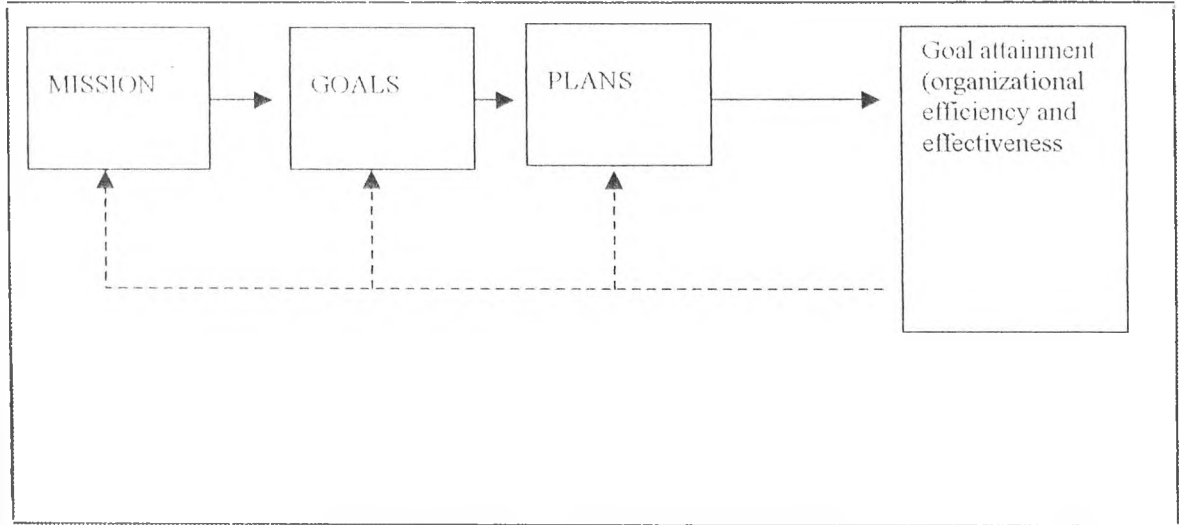 MISSION
GOALS
PLANS
Goal attainment
(organizational
efficiency and
effectiveness